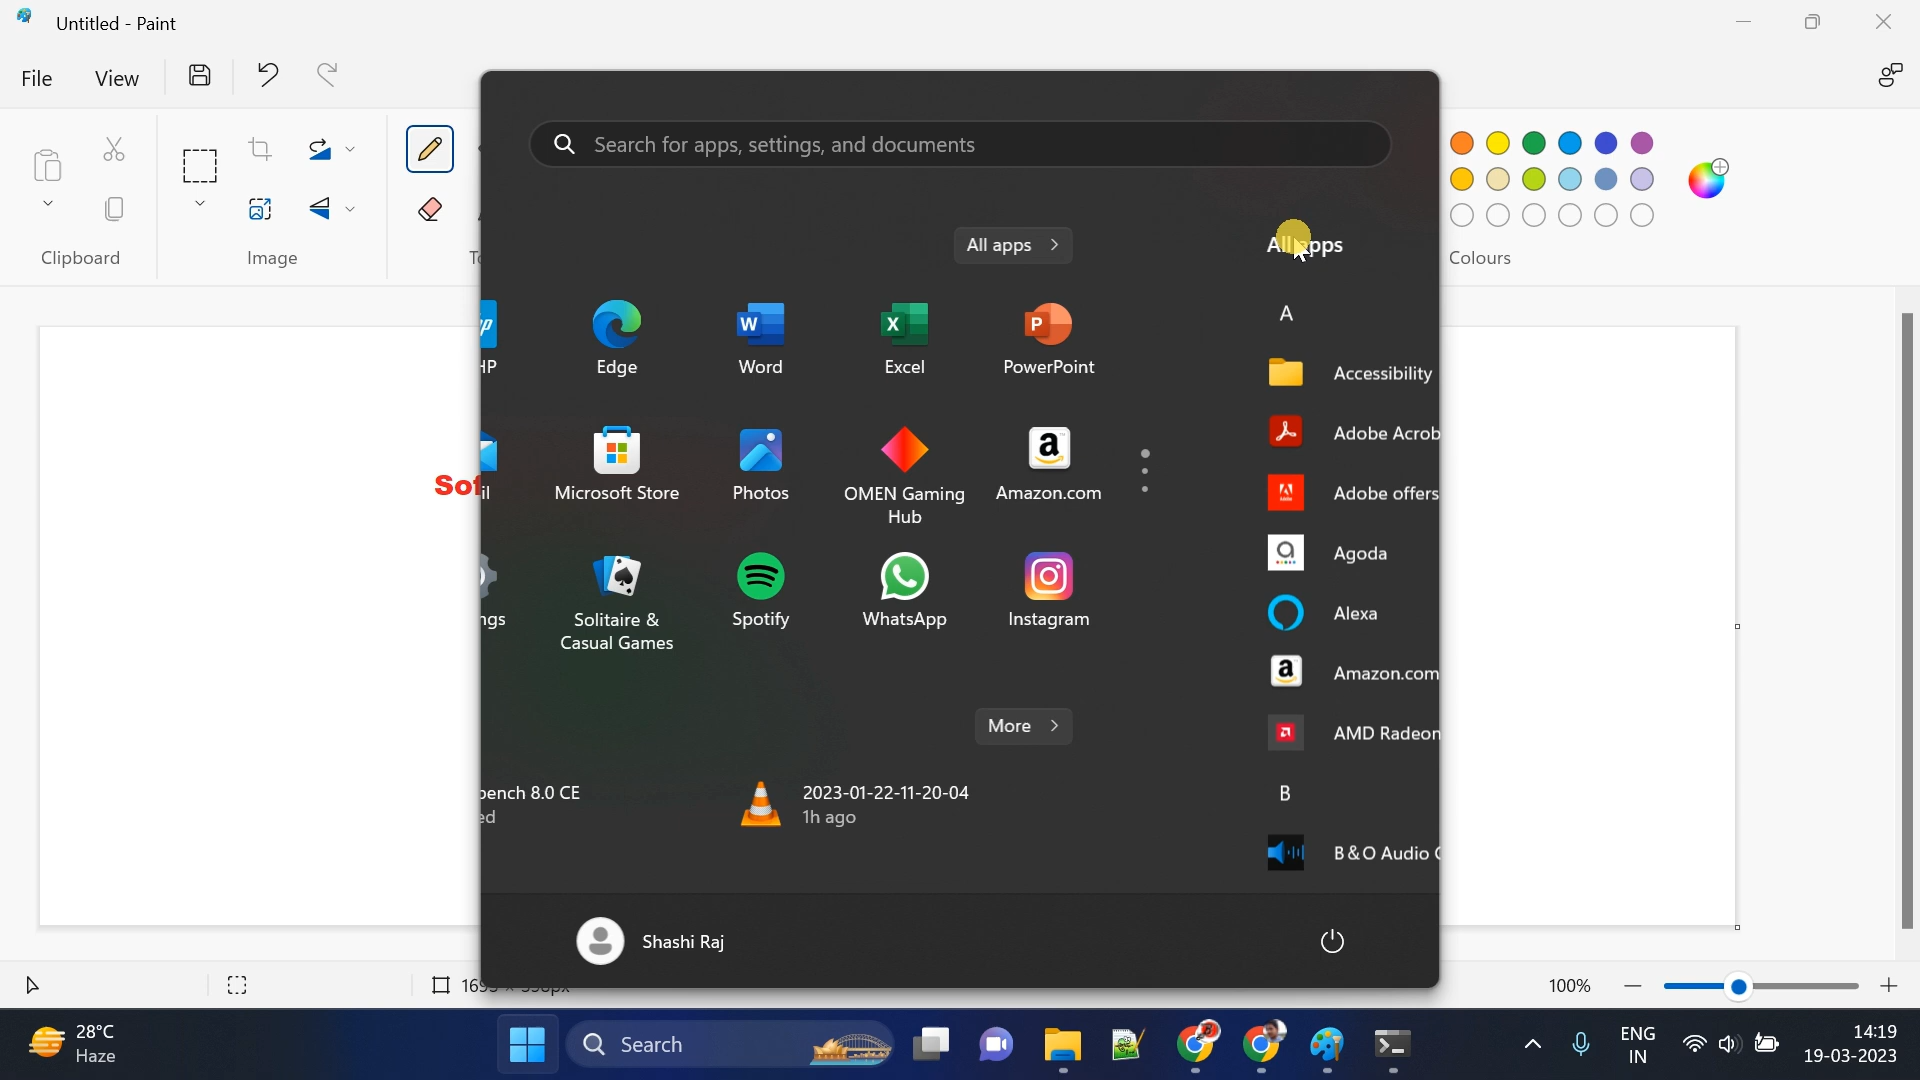 Untitled - Paint
File
View
Clipboard
Image
Colours
Search for apps, settings, and documents
All apps
All apps
HP
Edge
Word
Excel
PowerPoint
Microsoft Store
Photos
OMEN Gaming
Hub
Amazon.com
Solitaire &
Casual Games
Spotify
WhatsApp
Instagram
More
bench 8.0 CE
ed
2023-01-22-11-20-04
1h ago
A
Accessibility
Adobe Acrob
Adobe offers
Agoda
Alexa
Amazon.com
AMD Radeon
B
B&O Audio
Shashi Raj
100%
28°C
Haze
Search
ENG
IN
14:19
19-03-2023